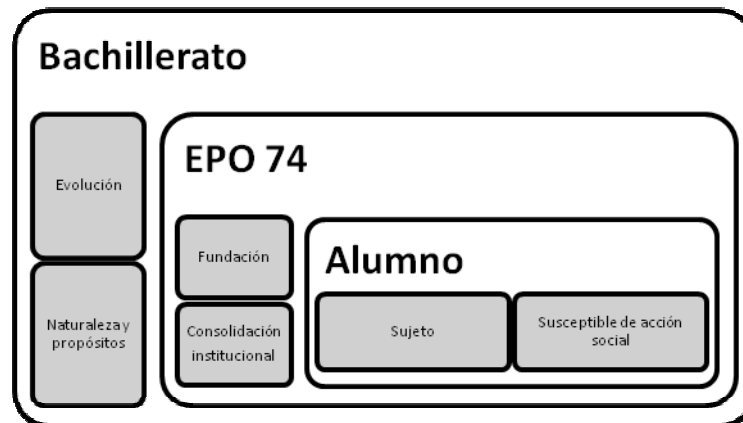 Bachillerato
Evolución
Naturaleza y
propósitos
EPO 74
Fundación
Consolidación
institucional
Alumno
Sujeto
Susceptible de acción
social